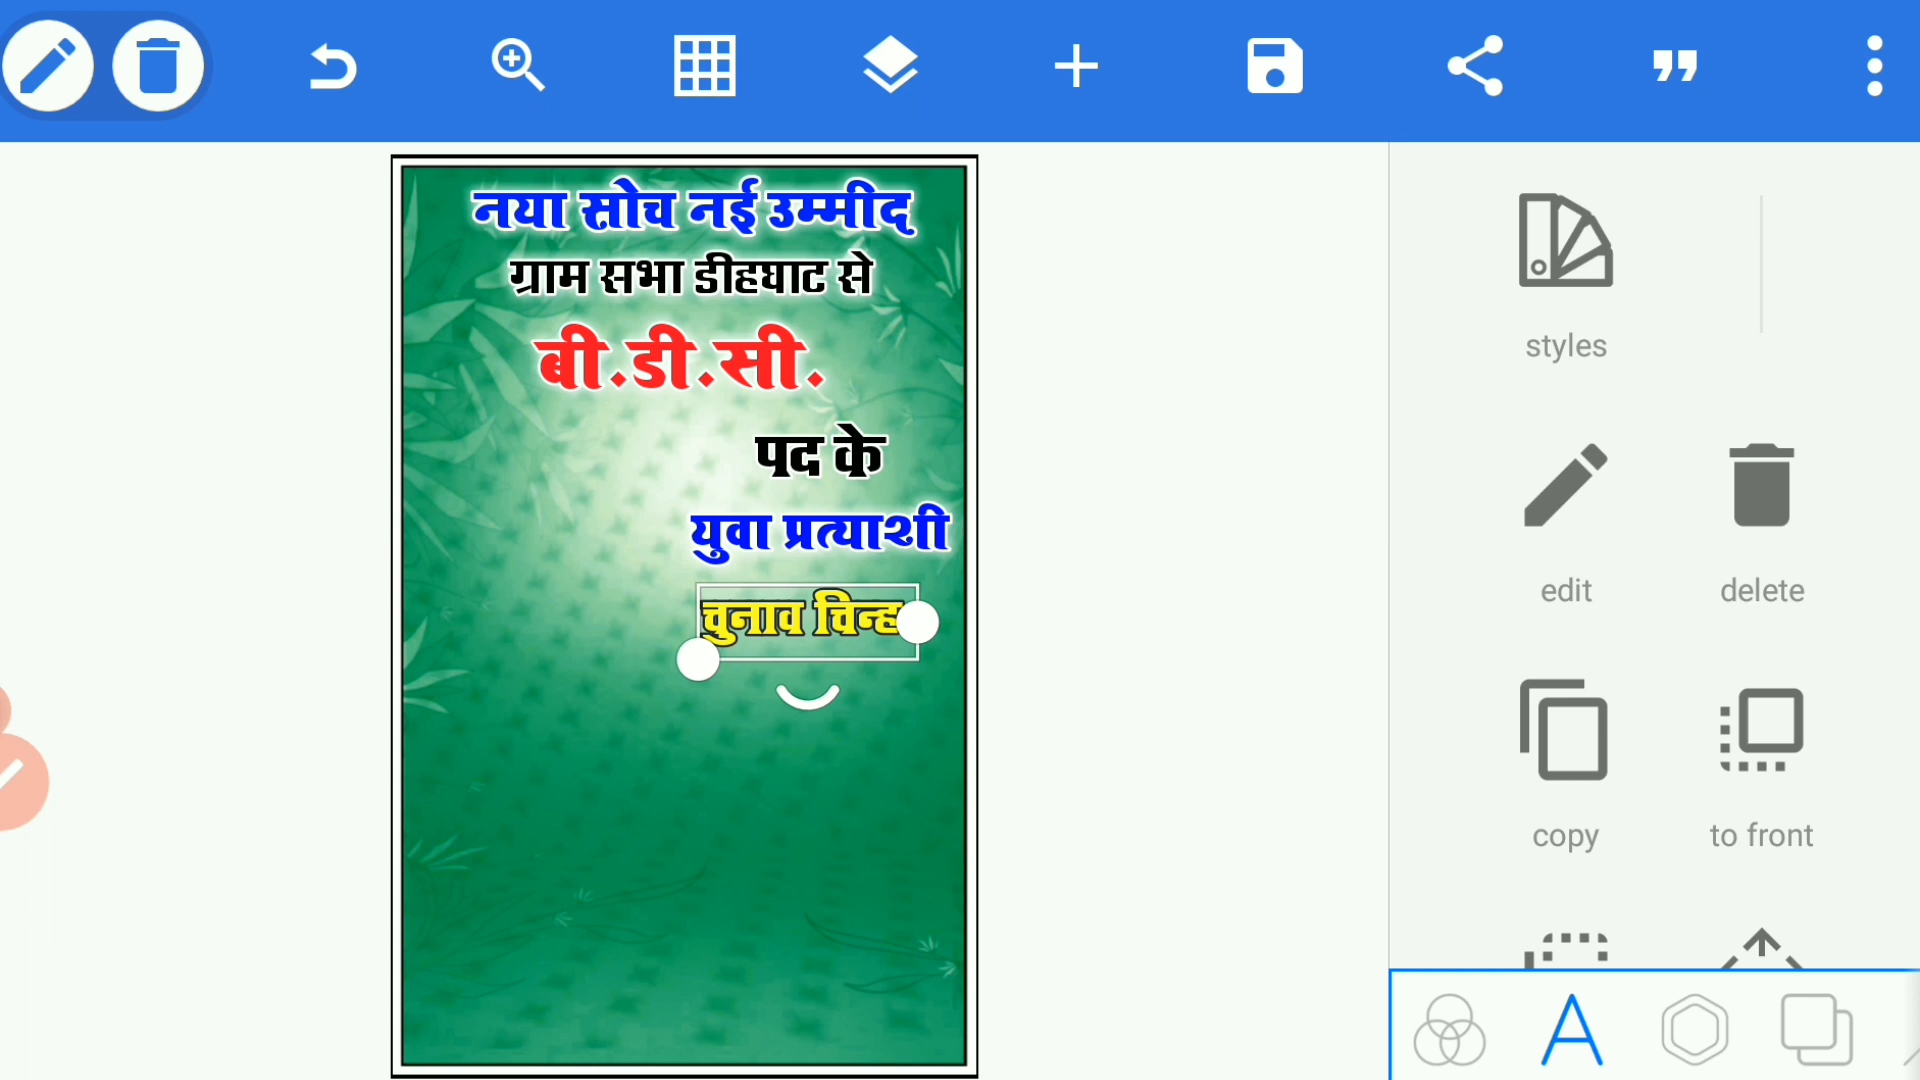 नया सोच नई उम्मीद
ग्राम सभा डीहघाट से
बी.डी.सी.
पद के
युवा प्रत्याशी
चुनाव चिन्ह
styles
edit
delete
copy
to front